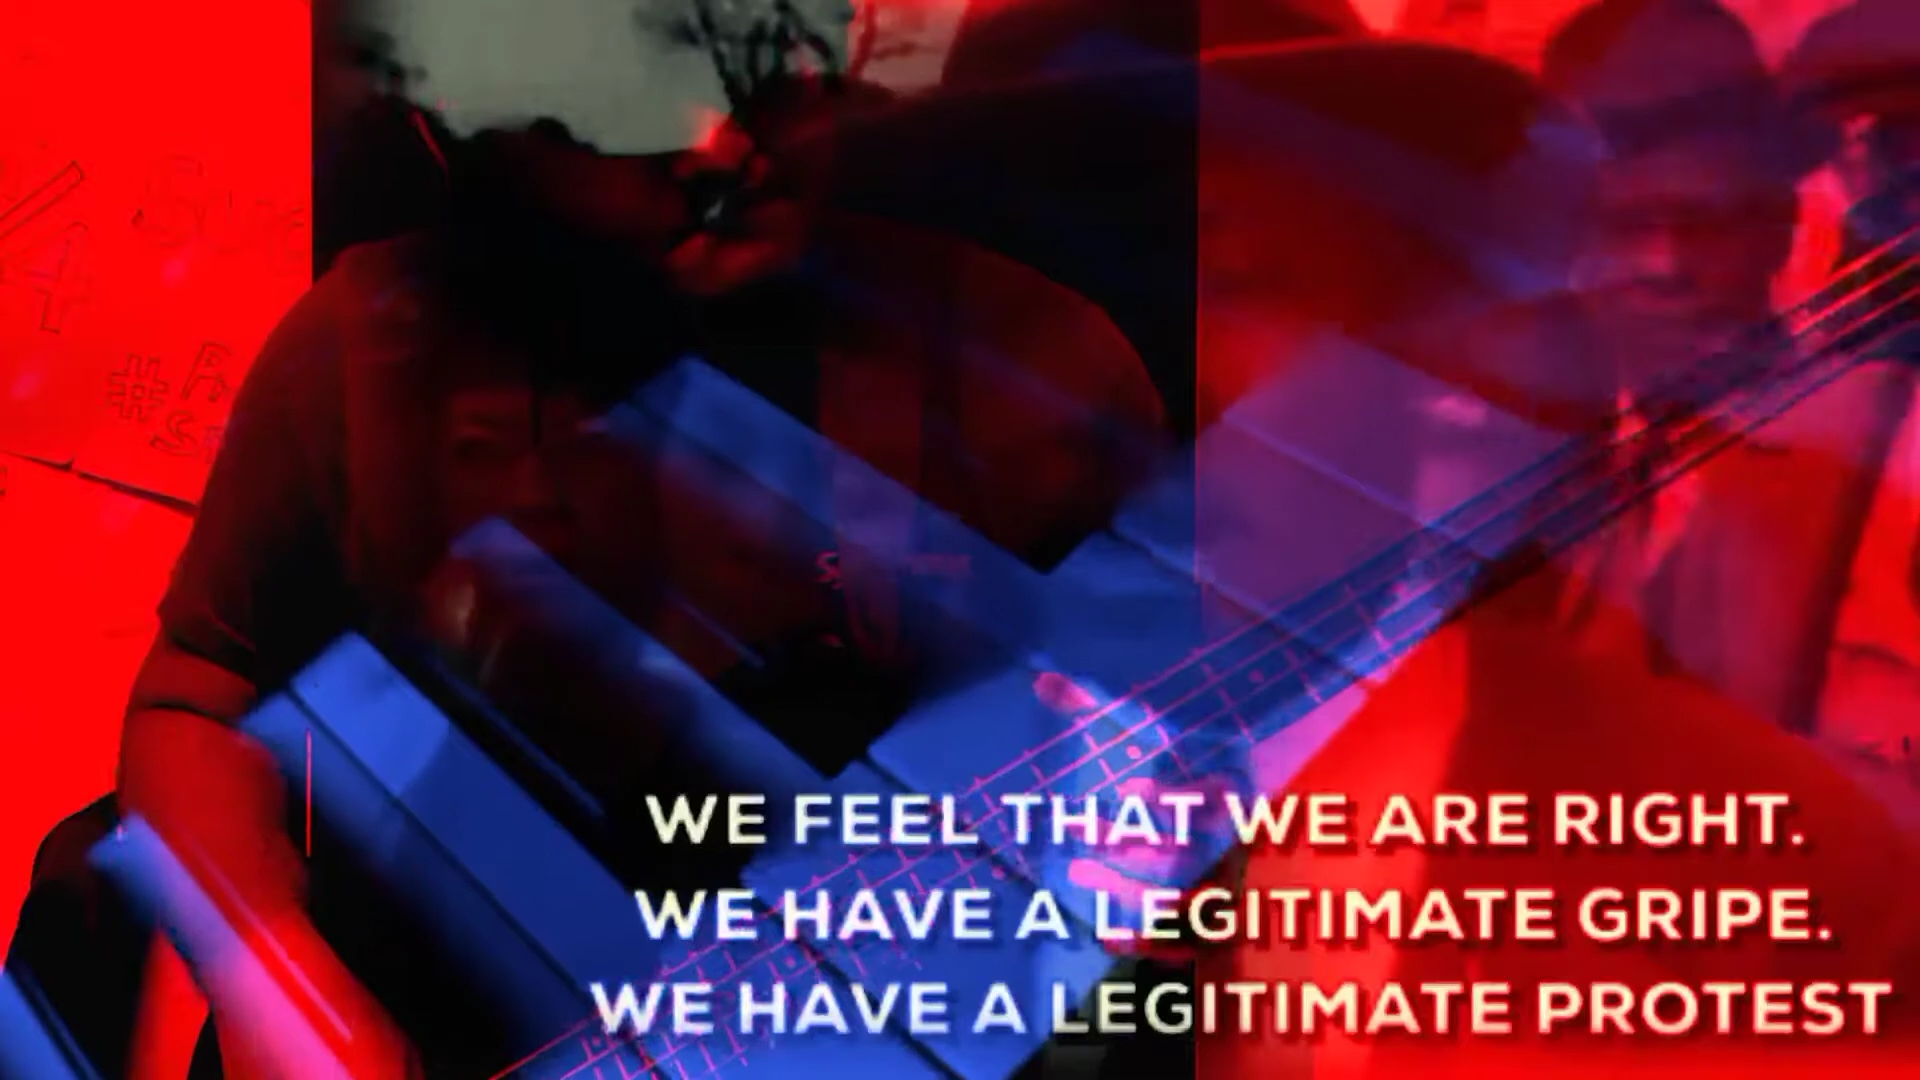 WE FEEL THAT WE ARE RIGHT.
WE HAVE A LEGITIMATE GRIPE.
WE HAVE A LEGITIMATE PROTEST